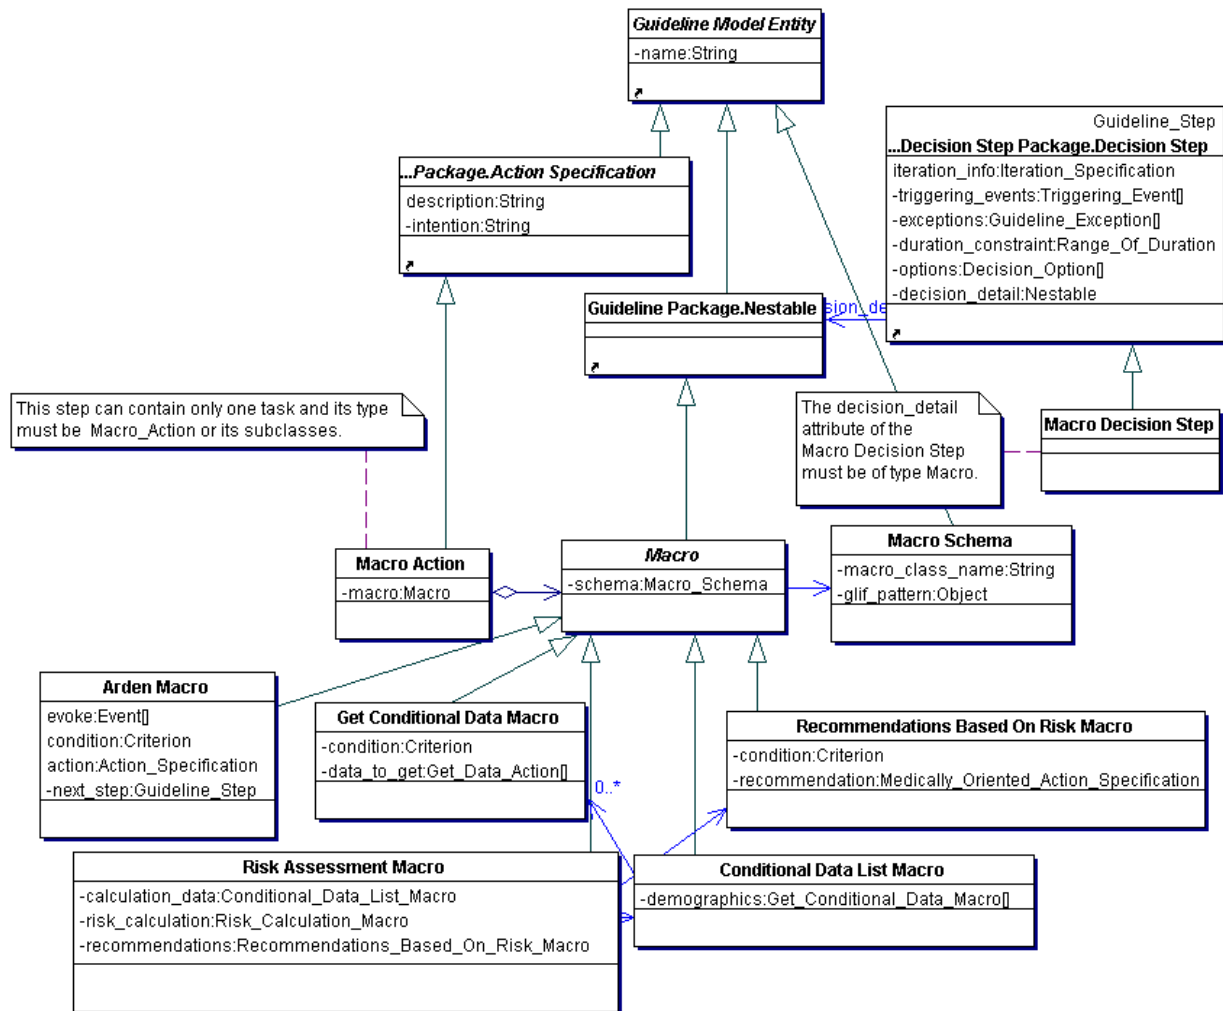 Guideline Model Entity
-name:String
Guideline_Step
...Decision Step Package.Decision Step
iteration_info:Iteration_Specification
-triggering_events:Triggering_Event[]
-exceptions:Guideline_Exception[]
-duration_constraint:Range_Of_Duration
-options:Decision_Option[]
-decision_detail:Nestable
...Package.Action Specification
description:String
-intention:String
Guideline Package.Nestable
sion_de
This step can contain only one task and its type
must be Macro_Action or its subclasses.
The decision_detail
attribute of the
Macro Decision Step
must be of type Macro.
Macro Decision Step
Macro Action
-macro:Macro
Macro
-schema:Macro_Schema
Macro Schema
-macro_class_name:String
-glif_pattern:Object
Arden Macro
evoke:Event[]
condition:Criterion
action:Action_Specification
-next_step:Guideline_Step
Get Conditional Data Macro
-condition:Criterion
-data_to_get:Get_Data_Action[]
0..*
Recommendations Based On Risk Macro
-condition:Criterion
-recommendation:Medically_Oriented_Action_Specification
Risk Assessment Macro
-calculation_data:Conditional_Data_List_Macro
-risk_calculation:Risk_Calculation_Macro
-recommendations:Recommendations_Based_On_Risk_Macro
Conditional Data List Macro
-demographics:Get_Conditional_Data_Macro[]